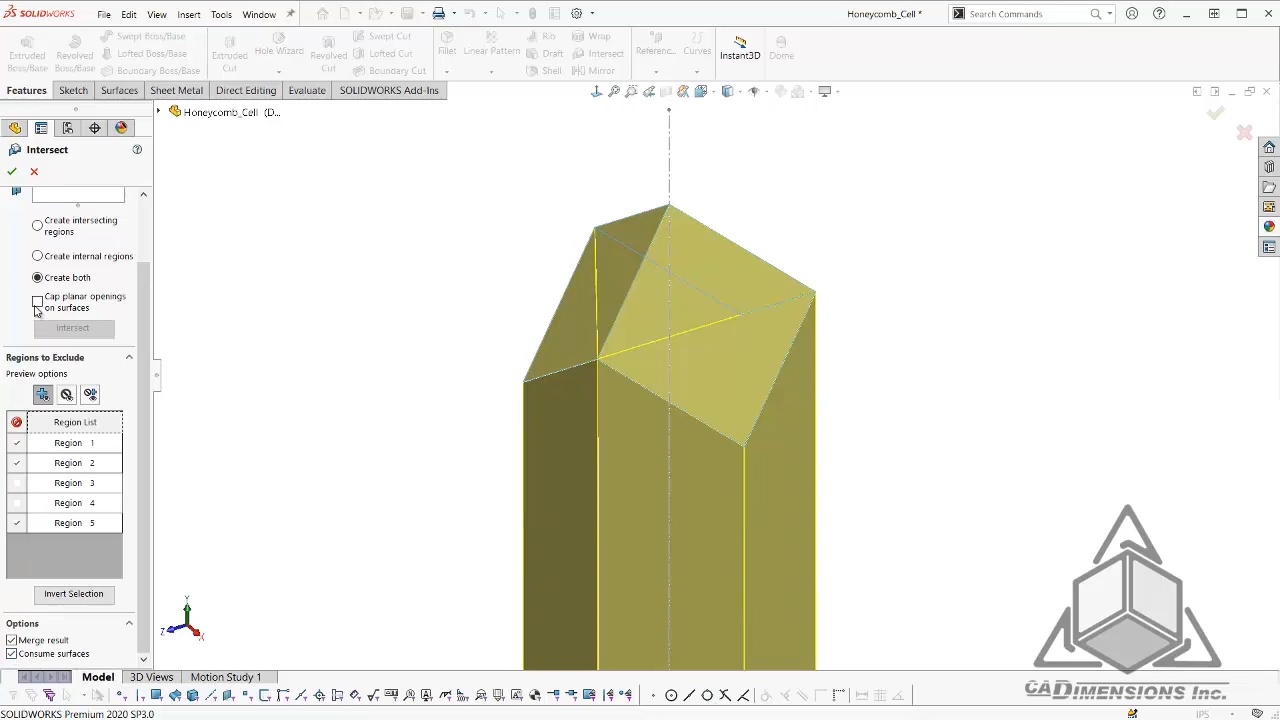 SOLIDWORKS File Edit View Insert Tools Window Honeycomb_Cell * Search Commands
Extruded Boss/Base
Revolved Boss/Base
Swept Boss/Base
Lofted Boss/Base
Boundary Boss/Base
Extruded Cut
Hole Wizard
Revolved Cut
Swept Cut
Lofted Cut
Boundary Cut
Fillet
Linear Pattern
Rib
Draft
Shell
Wrap
Intersect
Mirror
Referenc...
Curves
Instant3D
Dome
Features Sketch Surfaces Sheet Metal Direct Editing Evaluate SOLIDWORKS Add-Ins
Honeycomb_Cell (D...
Intersect
Create intersecting
regions
Create internal regions
Create both
Cap planar openings
on surfaces
Intersect
Regions to Exclude
Preview options
Region List
Region 1
Region 2
Region 3
Region 4
Region 5
Invert Selection
Options
Merge result
Consume surfaces
Y
Z
X
CADIMENSIONS INC.
Model 3D Views Motion Study 1
SOLIDWORKS Premium 2020 SP3.0 IPS